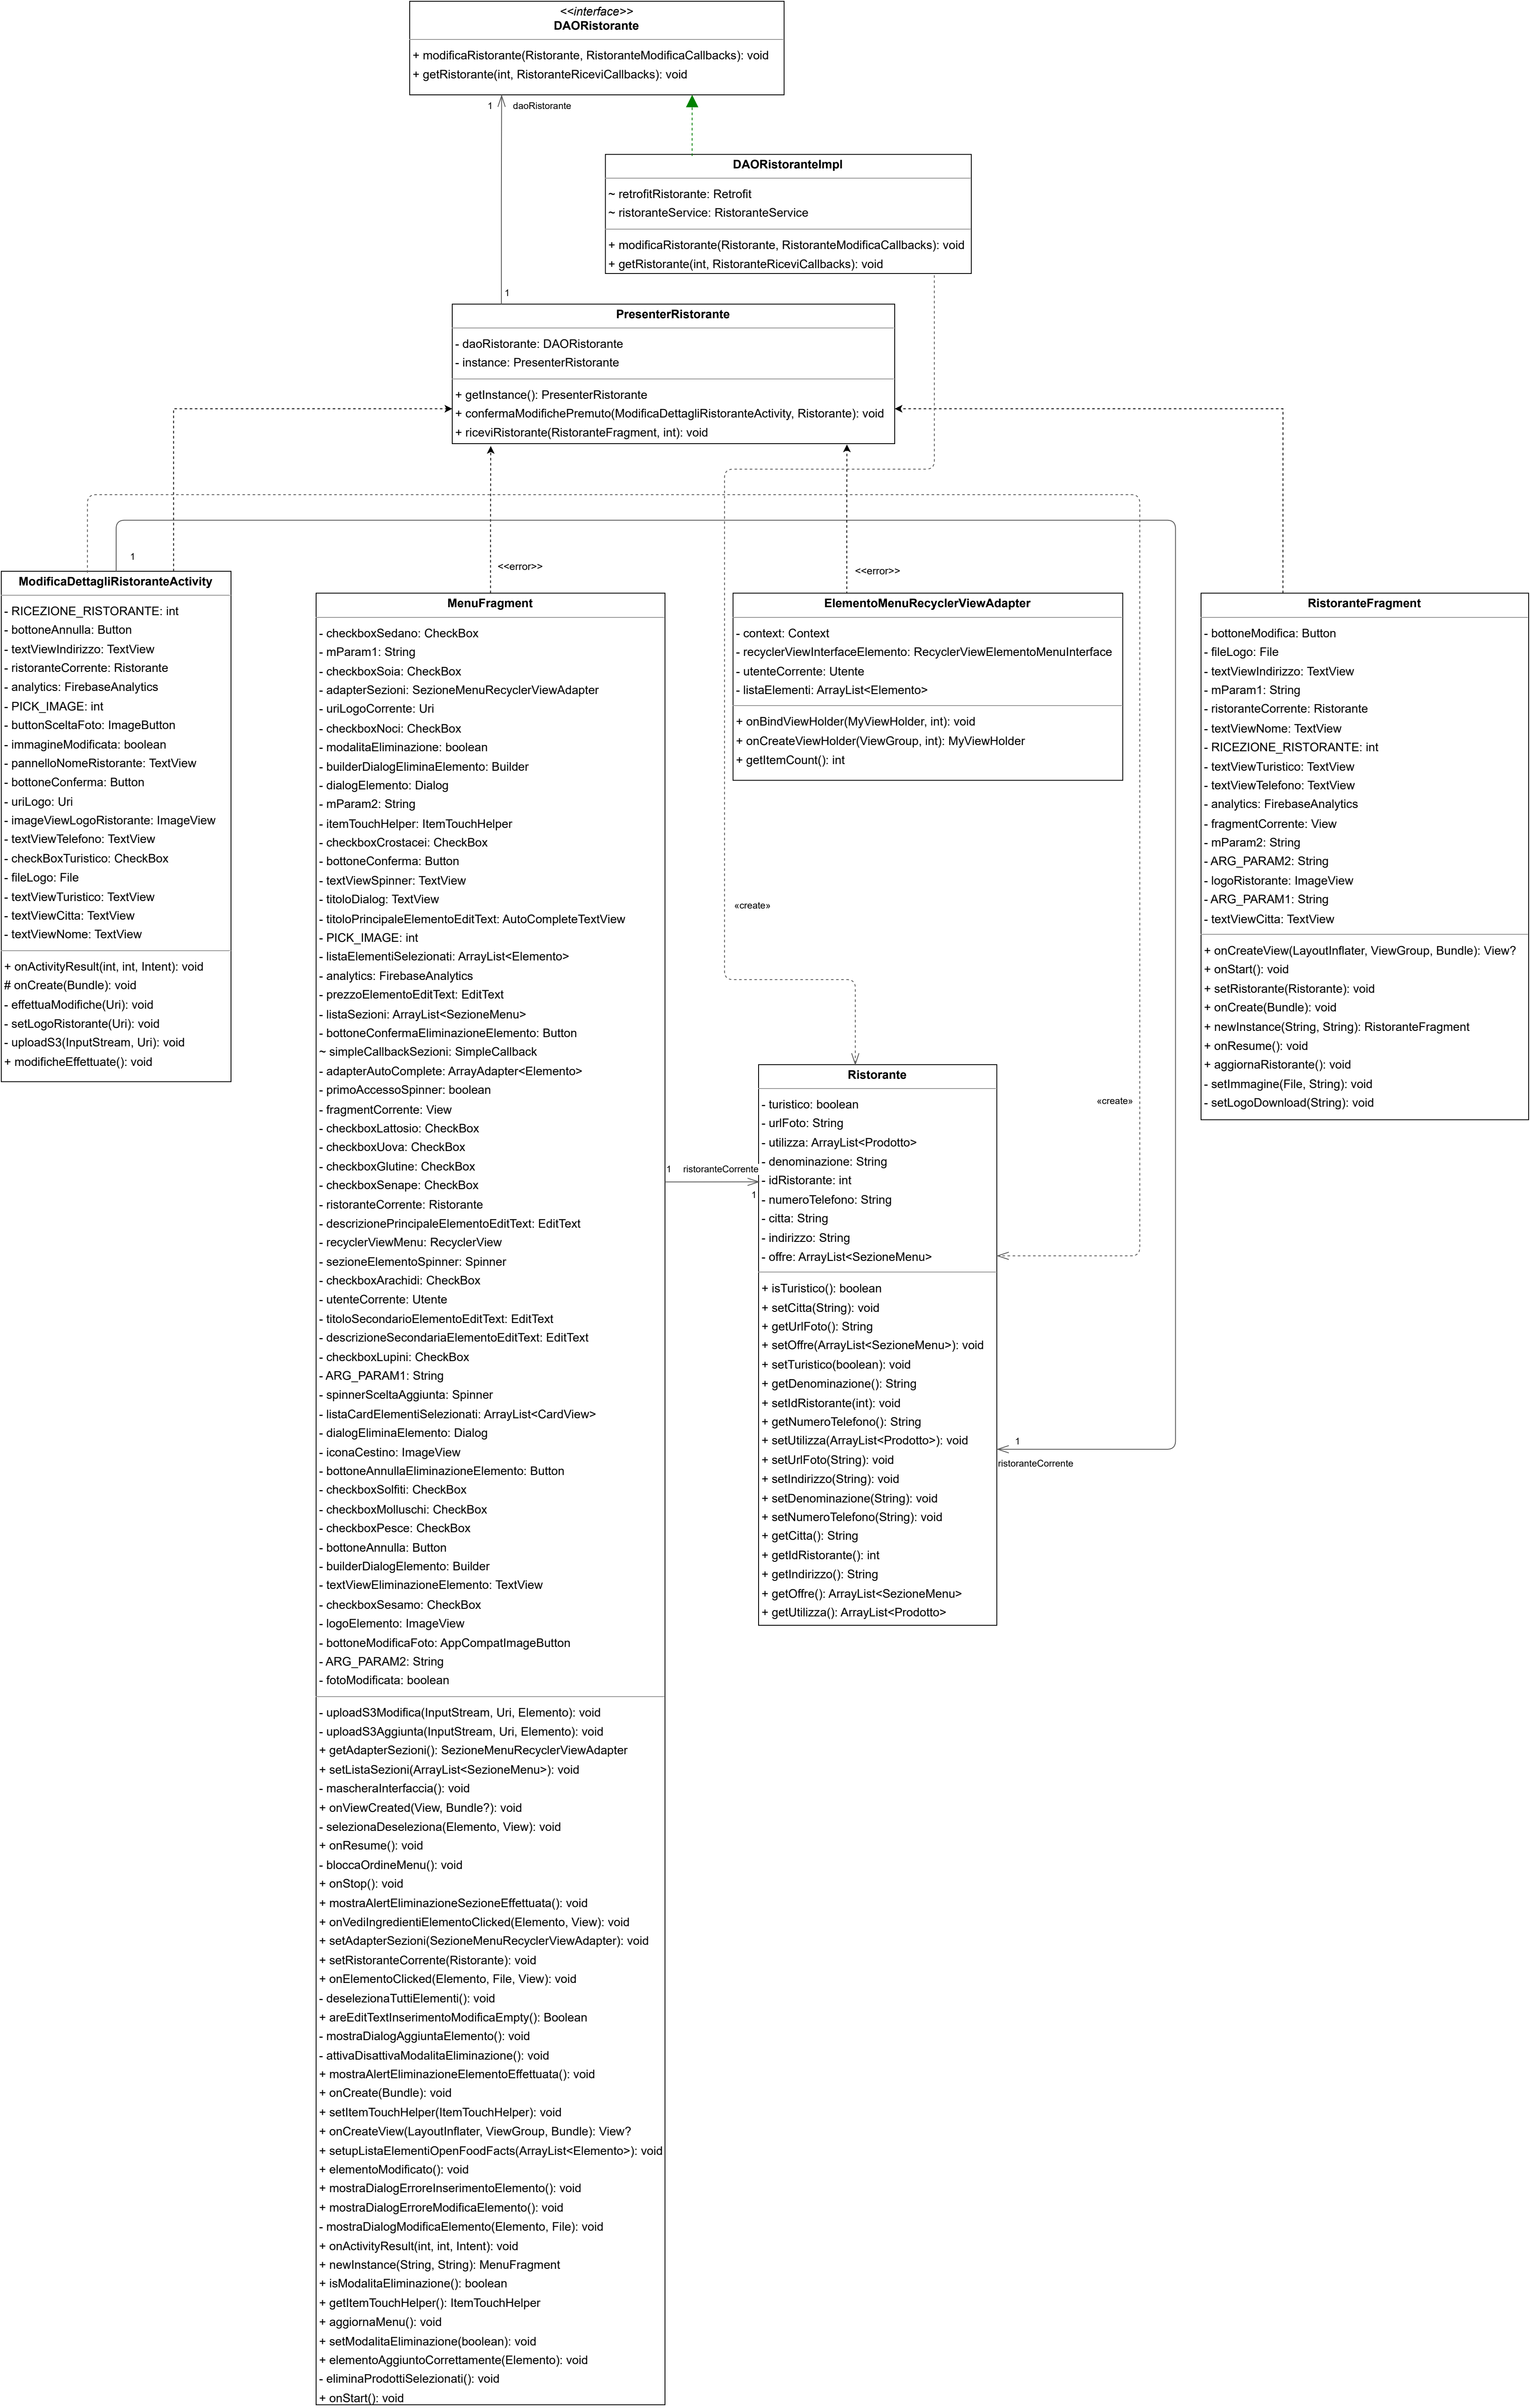 <<interface>>
DAORistorante
+ modificaRistorante(Ristorante, RistoranteModificaCallbacks): void
+ getRistorante(int, RistoranteRiceviCallbacks): void
1
daoRistorante
DAORistoranteImpl
~ retrofitRistorante: Retrofit
~ ristoranteService: RistoranteService
+ modificaRistorante(Ristorante, RistoranteModificaCallbacks): void
+ getRistorante(int, RistoranteRiceviCallbacks): void
1
PresenterRistorante
- daoRistorante: DAORistorante
- instance: PresenterRistorante
+ getInstance(): PresenterRistorante
+ confermaModifichePremuto(ModificaDettagliRistoranteActivity, Ristorante): void
+ riceviRistorante(RistoranteFragment, int): void
1
<<error>>
<<error>>
ModificaDettagliRistoranteActivity
- RICEZIONE_RISTORANTE: int
- bottoneAnnulla: Button
- textViewIndirizzo: TextView
- ristoranteCorrente: Ristorante
- analytics: FirebaseAnalytics
- PICK_IMAGE: int
- buttonSceltaFoto: ImageButton
- immagineModificata: boolean
- pannelloNomeRistorante: TextView
- bottoneConferma: Button
- uriLogo: Uri
- imageViewLogoRistorante: ImageView
- textViewTelefono: TextView
- checkBoxTuristico: CheckBox
- fileLogo: File
- textViewTuristico: TextView
- textViewCitta: TextView
- textViewNome: TextView
+ onActivityResult(int, int, Intent): void
# onCreate(Bundle): void
- effettuaModifiche(Uri): void
- setLogoRistorante(Uri): void
- uploadS3(InputStream, Uri): void
+ modificheEffettuate(): void
MenuFragment
- checkboxSedano: CheckBox
- mParam1: String
- checkboxSoia: CheckBox
- adapterSezioni: SezioneMenuRecyclerViewAdapter
- uriLogoCorrente: Uri
- checkboxNoci: CheckBox
- modalitaEliminazione: boolean
- builderDialogEliminaElemento: Builder
- dialogElemento: Dialog
- mParam2: String
- itemTouchHelper: ItemTouchHelper
- checkboxCrostacei: CheckBox
- bottoneConferma: Button
- textViewSpinner: TextView
- titoloDialog: TextView
- titoloPrincipaleElementoEditText: AutoCompleteTextView
- PICK_IMAGE: int
- listaElementiSelezionati: ArrayList<Elemento>
- analytics: FirebaseAnalytics
- prezzoElementoEditText: EditText
- listaSezioni: ArrayList<SezioneMenu>
- bottoneConfermaEliminazioneElemento: Button
~ simpleCallbackSezioni: SimpleCallback
- adapterAutoComplete: ArrayAdapter<Elemento>
- primoAccessoSpinner: boolean
- fragmentCorrente: View
- checkboxLattosio: CheckBox
- checkboxUova: CheckBox
- checkboxGlutine: CheckBox
- checkboxSenape: CheckBox
- ristoranteCorrente: Ristorante
- descrizionePrincipaleElementoEditText: EditText
- recyclerViewMenu: RecyclerView
- sezioneElementoSpinner: Spinner
- checkboxArachidi: CheckBox
- utenteCorrente: Utente
- titoloSecondarioElementoEditText: EditText
- descrizioneSecondariaElementoEditText: EditText
- checkboxLupini: CheckBox
- ARG_PARAM1: String
- spinnerSceltaAggiunta: Spinner
- listaCardElementiSelezionati: ArrayList<CardView>
- dialogEliminaElemento: Dialog
- iconaCestino: ImageView
- bottoneAnnullaEliminazioneElemento: Button
- checkboxSolfiti: CheckBox
- checkboxMolluschi: CheckBox
- checkboxPesce: CheckBox
- bottoneAnnulla: Button
- builderDialogElemento: Builder
- textViewEliminazioneElemento: TextView
- checkboxSesamo: CheckBox
- logoElemento: ImageView
- bottoneModificaFoto: AppCompatImageButton
- ARG_PARAM2: String
- fotoModificata: boolean
- uploadS3Modifica(InputStream, Uri, Elemento): void
- uploadS3Aggiunta(InputStream, Uri, Elemento): void
+ getAdapterSezioni(): SezioneMenuRecyclerViewAdapter
+ setListaSezioni(ArrayList<SezioneMenu>): void
- mascheraInterfaccia(): void
+ onViewCreated(View, Bundle?): void
- selezionaDeseleziona(Elemento, View): void
+ onResume(): void
- bloccaOrdineMenu(): void
+ onStop(): void
+ mostraAlertEliminazioneSezioneEffettuata(): void
+ onVediIngredientiElementoClicked(Elemento, View): void
+ setAdapterSezioni(SezioneMenuRecyclerViewAdapter): void
+ setRistoranteCorrente(Ristorante): void
+ onElementoClicked(Elemento, File, View): void
- deselezionaTuttiElementi(): void
+ areEditTextInserimentoModificaEmpty(): Boolean
- mostraDialogAggiuntaElemento(): void
- attivaDisattivaModalitaEliminazione(): void
+ mostraAlertEliminazioneElementoEffettuata(): void
+ onCreate(Bundle): void
+ setItemTouchHelper(ItemTouchHelper): void
+ onCreateView(LayoutInflater, ViewGroup, Bundle): View?
+ setupListaElementiOpenFoodFacts(ArrayList<Elemento>): void
+ elementoModificato(): void
+ mostraDialogErroreInserimentoElemento(): void
+ mostraDialogErroreModificaElemento(): void
- mostraDialogModificaElemento(Elemento, File): void
+ onActivityResult(int, int, Intent): void
+ newInstance(String, String): MenuFragment
+ isModalitaEliminazione(): boolean
+ getItemTouchHelper(): ItemTouchHelper
+ aggiornaMenu(): void
+ setModalitaEliminazione(boolean): void
+ elementoAggiuntoCorrettamente(Elemento): void
- eliminaProdottiSelezionati(): void
+ onStart(): void
ElementoMenuRecyclerViewAdapter
- context: Context
- recyclerViewInterfaceElemento: RecyclerViewElementoMenuInterface
- utenteCorrente: Utente
- listaElementi: ArrayList<Elemento>
+ onBindViewHolder(MyViewHolder, int): void
+ onCreateViewHolder(ViewGroup, int): MyViewHolder
+ getItemCount(): int
RistoranteFragment
- bottoneModifica: Button
- fileLogo: File
- textViewIndirizzo: TextView
- mParam1: String
- ristoranteCorrente: Ristorante
- textViewNome: TextView
- RICEZIONE_RISTORANTE: int
- textViewTuristico: TextView
- textViewTelefono: TextView
- analytics: FirebaseAnalytics
- fragmentCorrente: View
- mParam2: String
- ARG_PARAM2: String
- logoRistorante: ImageView
- ARG_PARAM1: String
- textViewCitta: TextView
+ onCreateView(LayoutInflater, ViewGroup, Bundle): View?
+ onStart(): void
+ setRistorante(Ristorante): void
+ onCreate(Bundle): void
+ newInstance(String, String): RistoranteFragment
+ onResume(): void
+ aggiornaRistorante(): void
- setImmagine(File, String): void
- setLogoDownload(String): void
«create»
«create»
1
ristoranteCorrente
1
Ristorante
- turistico: boolean
- urlFoto: String
- utilizza: ArrayList<Prodotto>
- denominazione: String
- idRistorante: int
- numeroTelefono: String
- citta: String
- indirizzo: String
- offre: ArrayList<SezioneMenu>
+ isTuristico(): boolean
+ setCitta(String): void
+ getUrlFoto(): String
+ setOffre(ArrayList<SezioneMenu>): void
+ setTuristico(boolean): void
+ getDenominazione(): String
+ setIdRistorante(int): void
+ getNumeroTelefono(): String
+ setUtilizza(ArrayList<Prodotto>): void
+ setUrlFoto(String): void
+ setIndirizzo(String): void
+ setDenominazione(String): void
+ setNumeroTelefono(String): void
+ getCitta(): String
+ getIdRistorante(): int
+ getIndirizzo(): String
+ getOffre(): ArrayList<SezioneMenu>
+ getUtilizza(): ArrayList<Prodotto>
1
ristoranteCorrente